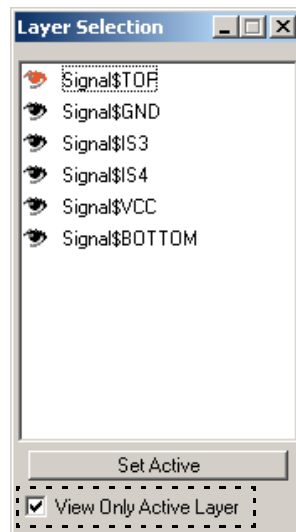 Layer Selection
Signal$TOP
Signal$GND
Signal$IS3
Signal$IS4
Signal$VCC
Signal$BOTTOM
Set Active
View Only Active Layer